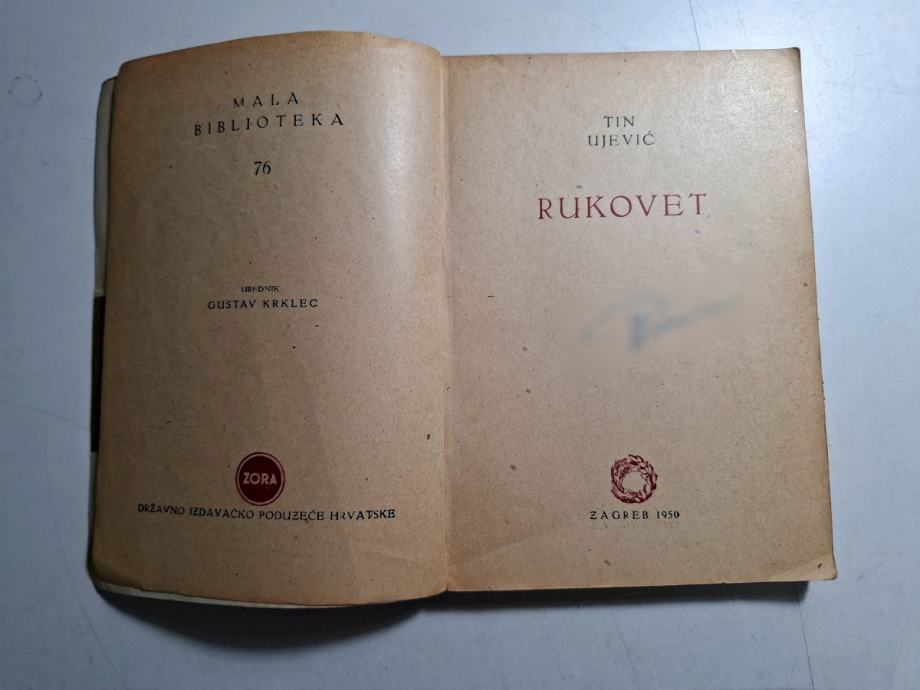 MALA
BIBLIOTEKA
76
UREDNIK
GUSTAV KRKLEC
ZORA
DRŽAVNO IZDAVAČKO PODUZEĆE HRVATSKE
TIN
UJEVIĆ
RUKOVET
ZAGREB 1950